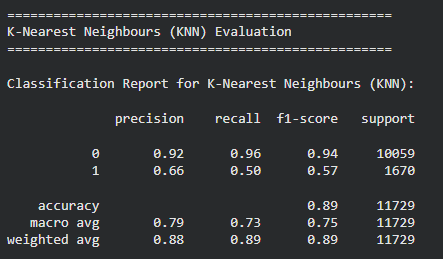 ====================================================
K-Nearest Neighbours (KNN) Evaluation
====================================================
Classification Report for K-Nearest Neighbours (KNN):
precision recall f1-score support
0 0.92 0.96 0.94 10059
1 0.66 0.50 0.57 1670
accuracy 0.89 11729
macro avg 0.79 0.73 0.75 11729
weighted avg 0.88 0.89 0.89 11729